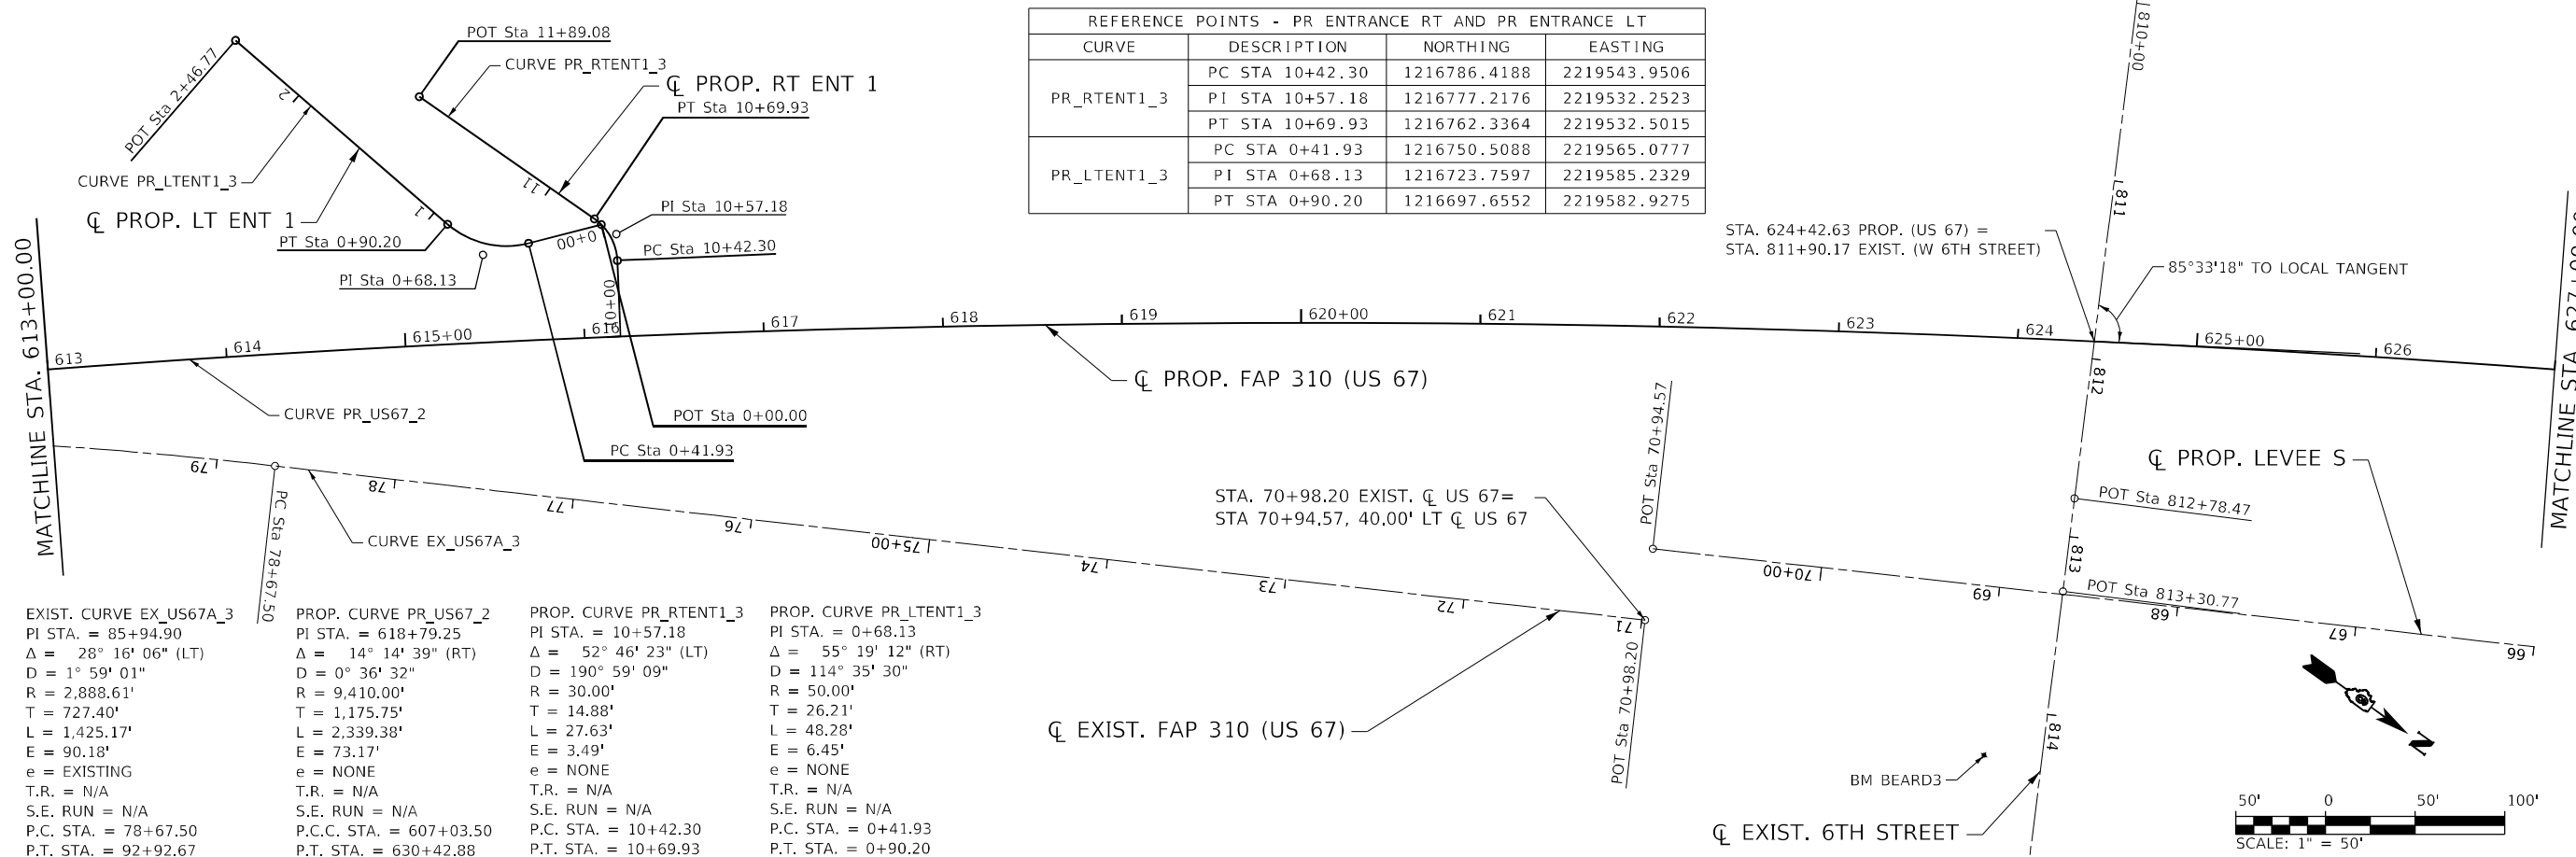 REFERENCE POINTS - PR ENTRANCE RT AND PR ENTRANCE LT
CURVE DESCRIPTION NORTHING EASTING
PR_RTENT1_3
PC STA 10+42.30 1216786.4188 2219543.9506
PI STA 10+57.18 1216777.2176 2219532.2523
PT STA 10+69.93 1216762.3364 2219532.5015
PR_LTENT1_3
PC STA 0+41.93 1216750.5088 2219565.0777
PI STA 0+68.13 1216723.7597 2219585.2329
PT STA 0+90.20 1216697.6552 2219582.9275
POT Sta 2+46.77
POT Sta 11+89.08
CURVE PR_RTENT1_3
℄ PROP. RT ENT 1
PT Sta 10+69.93
2
CURVE PR_LTENT1_3
℄ PROP. LT ENT 1
1
11
PT Sta 0+90.20
PI Sta 0+68.13
0+00
PI Sta 10+57.18
PC Sta 10+42.30
10+00
POT Sta 0+00.00
PC Sta 0+41.93
MATCHLINE STA. 613+00.00
613
614
615+00
616
617
618
619
620+00
621
622
623
624
625+00
626
CURVE PR_US67_2
℄ PROP. FAP 310 (US 67)
STA. 624+42.63 PROP. (US 67) =
STA. 811+90.17 EXIST. (W 6TH STREET)
85°33'18" TO LOCAL TANGENT
810+00
811
812
813
814
79
PC Sta 78+67.50
78
CURVE EX_US67A_3
77
76
75+00
74
73
72
71
STA. 70+98.20 EXIST. ℄ US 67=
STA 70+94.57, 40.00' LT ℄ US 67
POT Sta 70+94.57
POT Sta 70+98.20
70+00
69
68
67
66
℄ PROP. LEVEE S
POT Sta 812+78.47
POT Sta 813+30.77
℄ EXIST. FAP 310 (US 67)
BM BEARD3
℄ EXIST. 6TH STREET
N
50' 0 50' 100'
SCALE: 1" = 50'
EXIST. CURVE EX_US67A_3
PI STA. = 85+94.90
Δ = 28° 16' 06" (LT)
D = 1° 59' 01"
R = 2,888.61'
T = 727.40'
L = 1,425.17'
E = 90.18'
e = EXISTING
T.R. = N/A
S.E. RUN = N/A
P.C. STA. = 78+67.50
P.T. STA. = 92+92.67
PROP. CURVE PR_US67_2
PI STA. = 618+79.25
Δ = 14° 14' 39" (RT)
D = 0° 36' 32"
R = 9,410.00'
T = 1,175.75'
L = 2,339.38'
E = 73.17'
e = NONE
T.R. = N/A
S.E. RUN = N/A
P.C.C. STA. = 607+03.50
P.T. STA. = 630+42.88
PROP. CURVE PR_RTENT1_3
PI STA. = 10+57.18
Δ = 52° 46' 23" (LT)
D = 190° 59' 09"
R = 30.00'
T = 14.88'
L = 27.63'
E = 3.49'
e = NONE
T.R. = N/A
S.E. RUN = N/A
P.C. STA. = 10+42.30
P.T. STA. = 10+69.93
PROP. CURVE PR_LTENT1_3
PI STA. = 0+68.13
Δ = 55° 19' 12" (RT)
D = 114° 35' 30"
R = 50.00'
T = 26.21'
L = 48.28'
E = 6.45'
e = NONE
T.R. = N/A
S.E. RUN = N/A
P.C. STA. = 0+41.93
P.T. STA. = 0+90.20
MATCHLINE STA 627+00.00